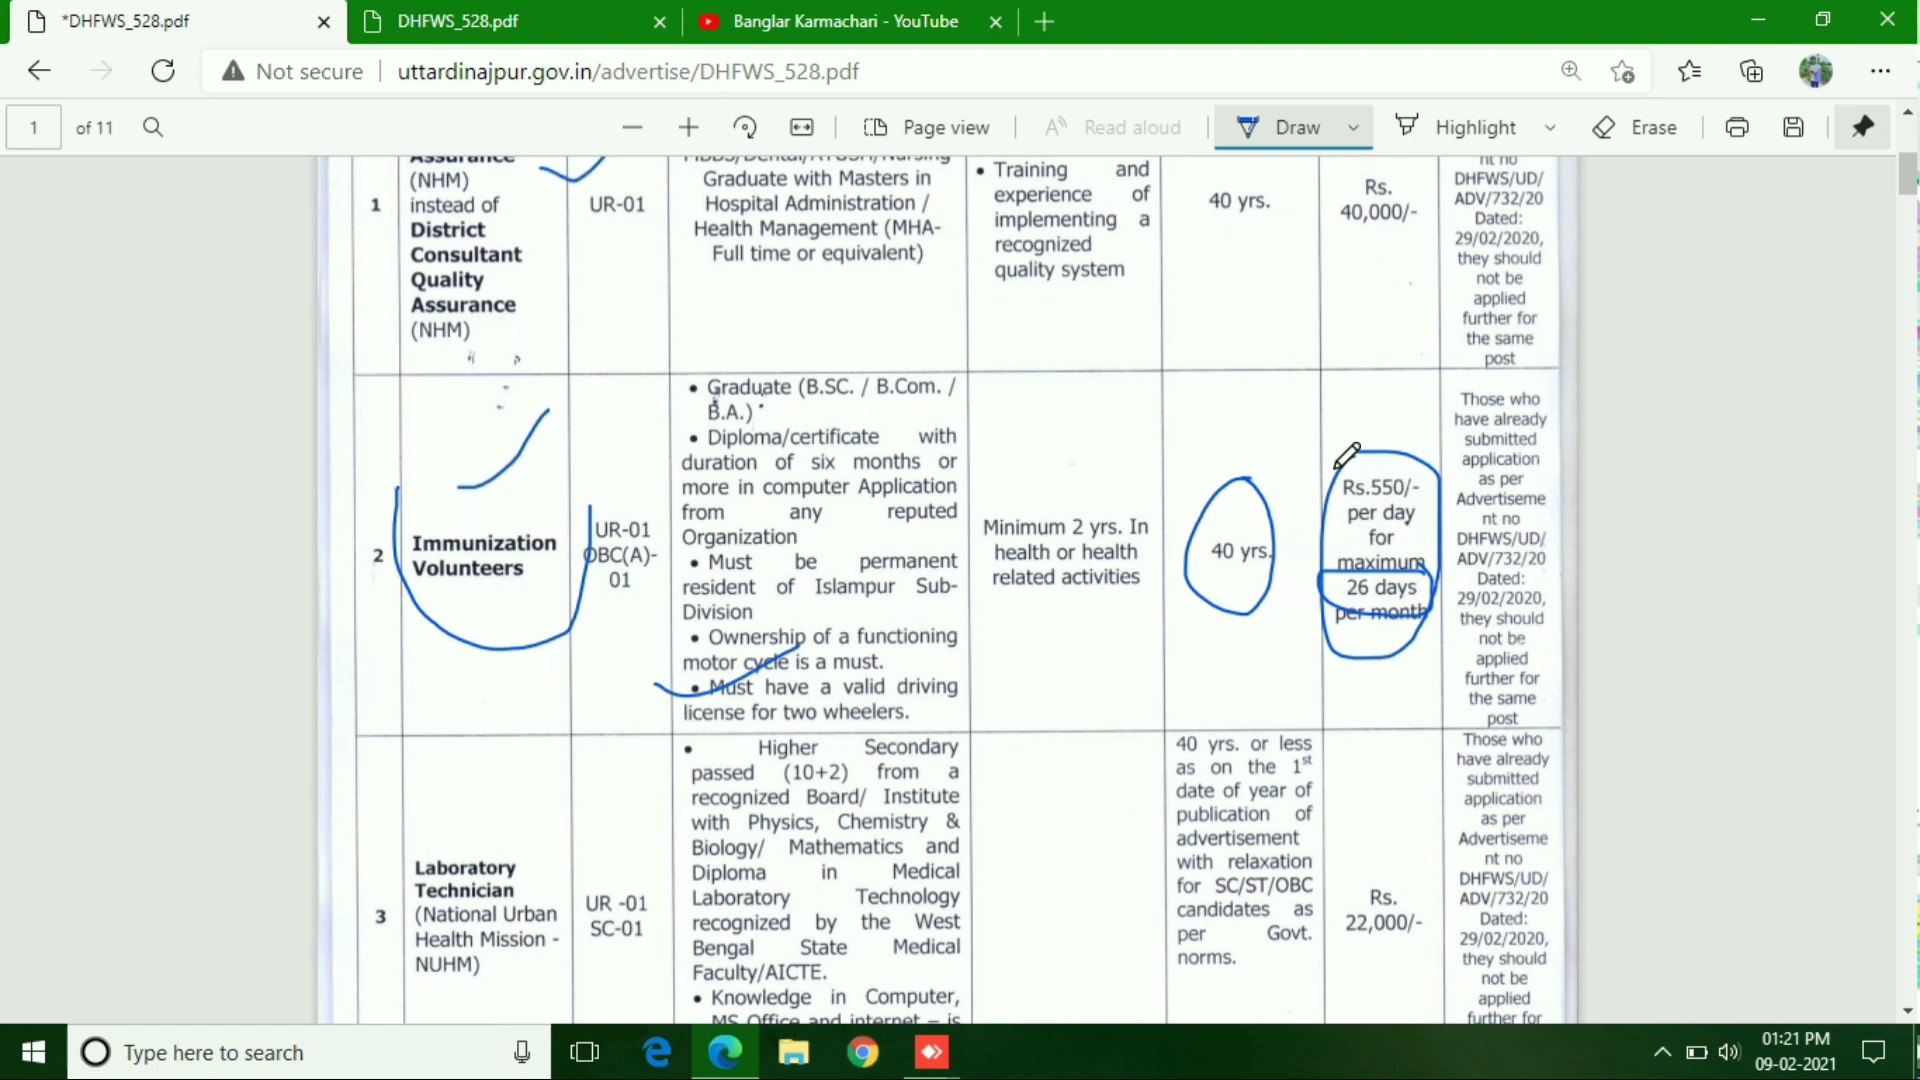 *DHFWS_528.pdf
DHFWS_528.pdf
Banglar Karmachari - YouTube
Not secure
uttardinajpur.gov.in/advertise/DHFWS_528.pdf
1 of 11
Page view
Read aloud
Draw
Highlight
Erase
1
Assurance
(NHM)
instead of
District
Consultant
Quality
Assurance
(NHM)
UR-01
MBBS/Dental/AYUSH/Nursing
Graduate with Masters in
Hospital Administration /
Health Management (MHA-
Full time or equivalent)
• Training and
experience of
implementing a
recognized
quality system
40 yrs.
Rs.
40,000/-
nt no
DHFWS/UD/
ADV/732/20
Dated:
29/02/2020,
they should
not be
applied
further for
the same
post
2
Immunization
Volunteers
UR-01
OBC(A)-
01
• Graduate (B.SC. / B.Com. /
B.A.)
• Diploma/certificate with
duration of six months or
more in computer Application
from any reputed
Organization
• Must be permanent
resident of Islampur Sub-
Division
• Ownership of a functioning
motor cycle is a must.
• Must have a valid driving
license for two wheelers.
Minimum 2 yrs. In
health or health
related activities
40 yrs.
Rs.550/-
per day
for
maximum
26 days
per month
Those who
have already
submitted
application
as per
Advertiseme
nt no
DHFWS/UD/
ADV/732/20
Dated:
29/02/2020,
they should
not be
applied
further for
the same
post
3
Laboratory
Technician
(National Urban
Health Mission -
NUHM)
UR -01
SC-01
• Higher Secondary
passed (10+2) from a
recognized Board/ Institute
with Physics, Chemistry &
Biology/ Mathematics and
Diploma in Medical
Laboratory Technology
recognized by the West
Bengal State Medical
Faculty/AICTE.
• Knowledge in Computer,
MS Office and internet – is
40 yrs. or less
as on the 1st
date of year of
publication of
advertisement
with relaxation
for SC/ST/OBC
candidates as
per Govt.
norms.
Rs.
22,000/-
Those who
have already
submitted
application
as per
Advertiseme
nt no
DHFWS/UD/
ADV/732/20
Dated:
29/02/2020,
they should
not be
applied
further for
Type here to search
01:21 PM
09-02-2021